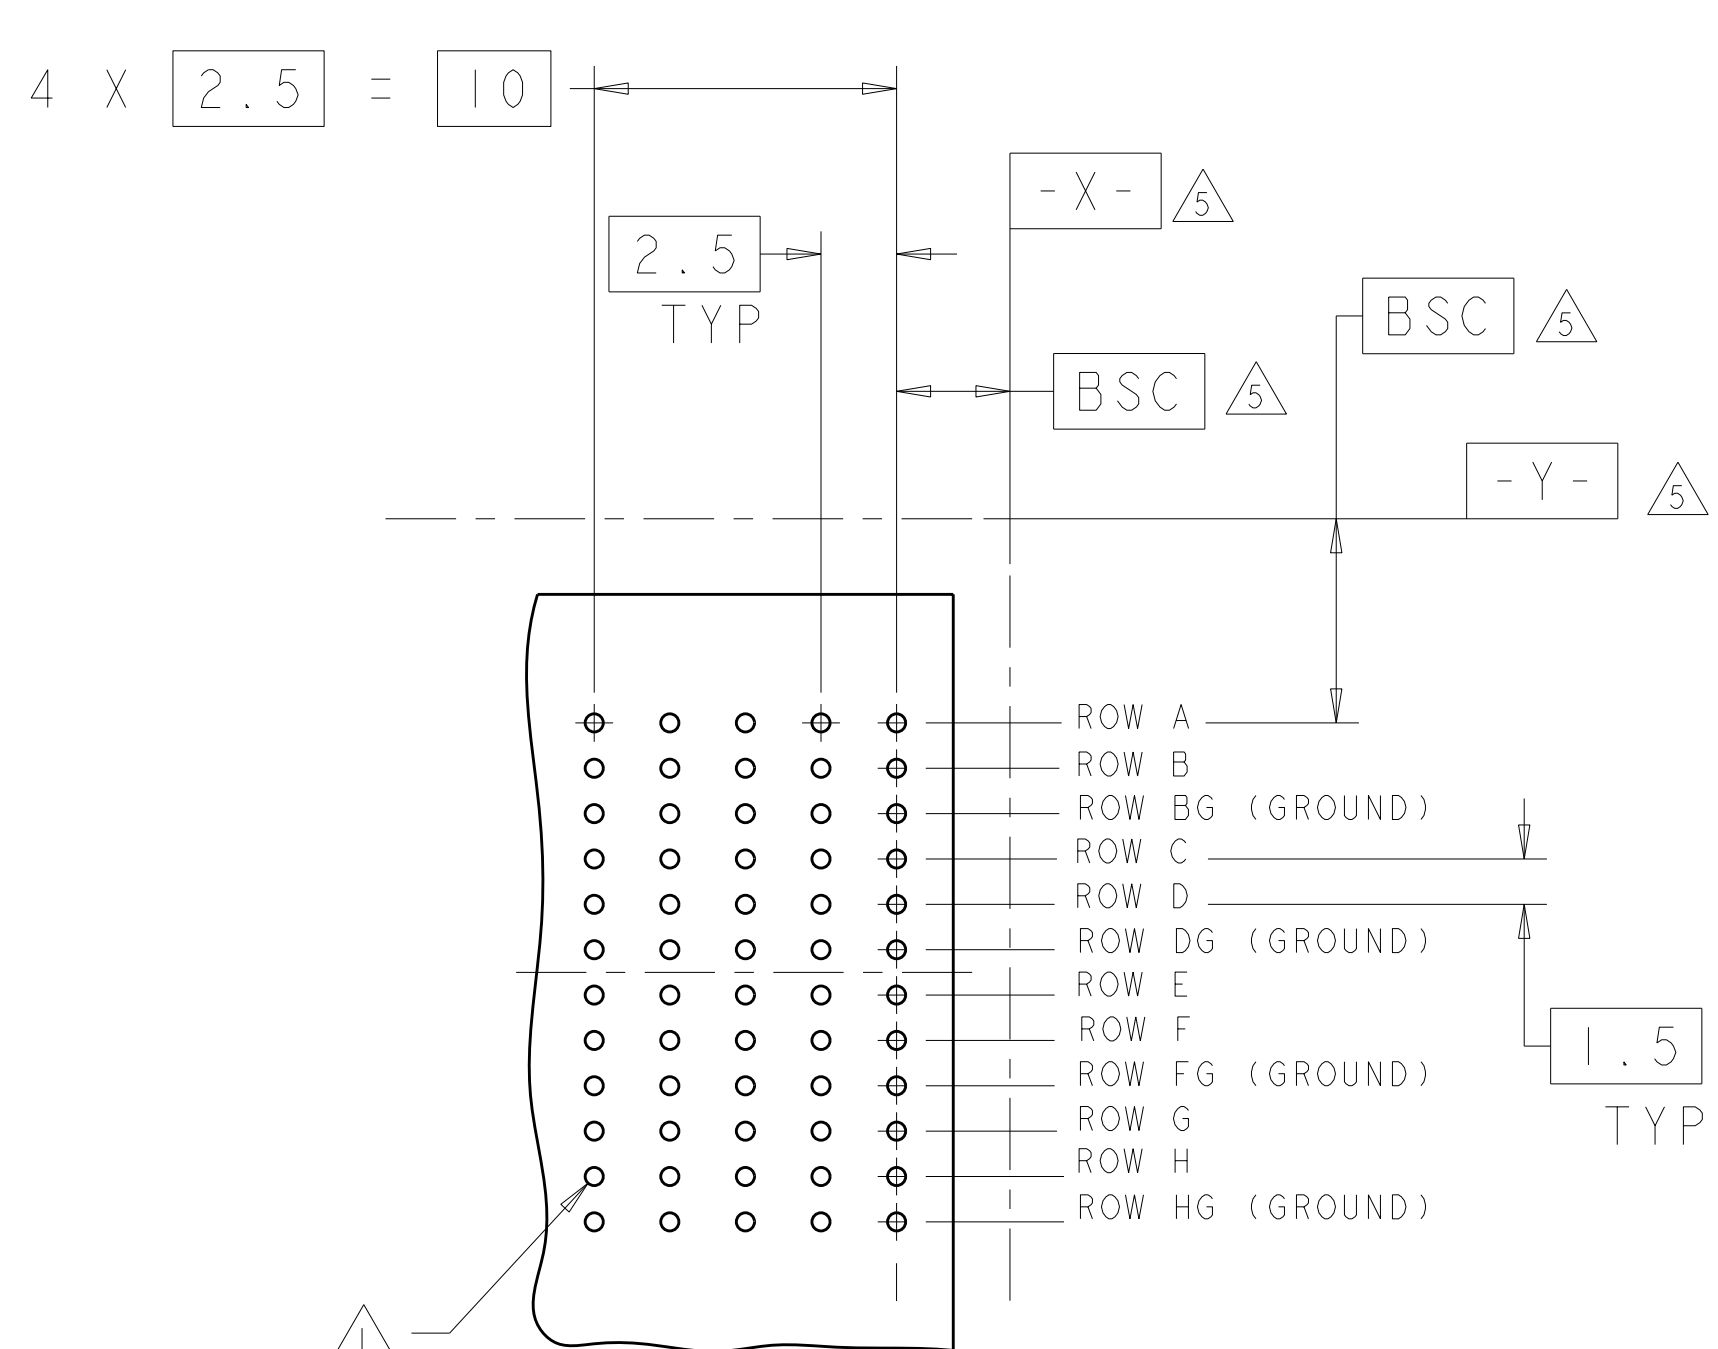 4 X 2.5 = 10
-X- 5
2.5
TYP
BSC 5
BSC 5
-Y- 5
ROW A
ROW B
ROW BG (GROUND)
ROW C
ROW D
ROW DG (GROUND)
ROW E
ROW F
ROW FG (GROUND)
1.5
TYP
ROW G
ROW H
ROW HG (GROUND)
1